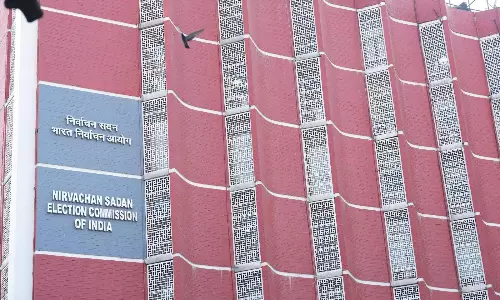 निर्वाचन सदन
भारत निर्वाचन आयोग
NIRVACHAN SADAN
ELECTION COMMISSION
OF INDIA